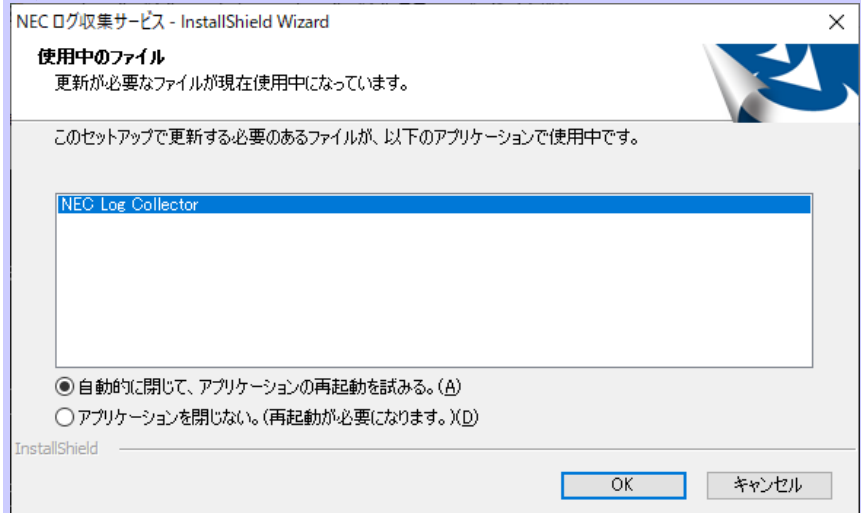 NEC ログ収集サービス - InstallShield Wizard
使用中のファイル
更新が必要なファイルが現在使用中になっています。
このセットアップで更新する必要のあるファイルが、以下のアプリケーションで使用中です。
NEC Log Collector
自動的に閉じて、アプリケーションの再起動を試みる。(A)
アプリケーションを閉じない。(再起動が必要になります。)(D)
InstallShield
OK
キャンセル